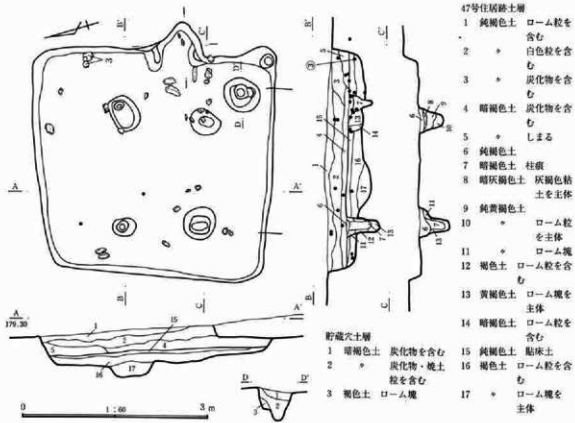 47号住居跡土層
1 鈍褐色土 ローム粒を
含む
2 〃 白色粒を含
む
3 〃 炭化物を含
む
4 暗褐色土 炭化物を含
む
5 〃 しまる
6 鈍褐色土
7 暗褐色土 柱痕
8 暗灰褐色土 灰褐色粘
土を主体
9 鈍黄褐色土
10 〃 ローム粒
を主体
11 〃 ローム塊
12 褐色土 ローム粒を含
む
13 黄褐色土 ローム塊を
主体
14 暗褐色土 ローム粒を
含む
15 鈍褐色土 貼床土
16 褐色土 ローム粒を含
む
17 〃 ローム塊を
主体
貯蔵穴土層
1 暗褐色土 炭化物を含む
2 〃 炭化物・焼土
粒を含む
3 褐色土 ローム塊
A
A'
B
B'
C
C'
D
D'
179.30
0 1:60 3 m